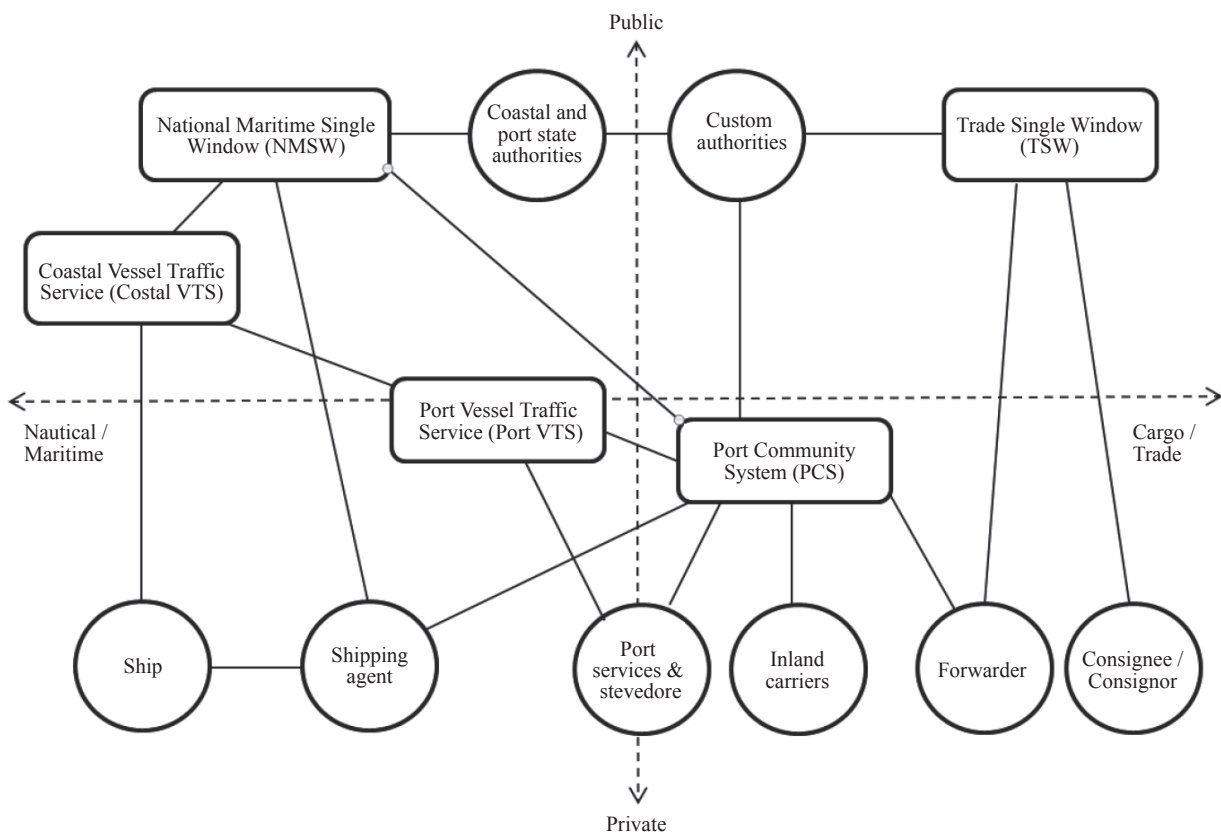 Public
National Maritime Single
Window (NMSW)
Coastal and
port state
authorities
Custom
authorities
Trade Single Window
(TSW)
Coastal Vessel Traffic
Service (Costal VTS)
Nautical /
Maritime
Port Vessel Traffic
Service (Port VTS)
Port Community
System (PCS)
Cargo /
Trade
Ship
Shipping
agent
Port
services &
stevedore
Inland
carriers
Forwarder
Consignee /
Consignor
Private